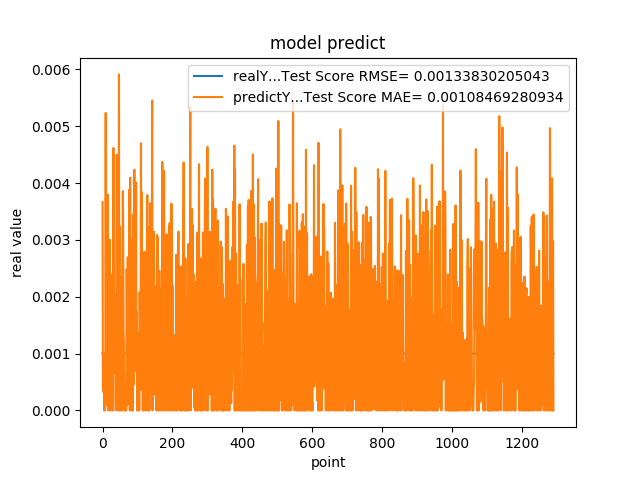 model predict
realY...Test Score RMSE= 0.00133830205043
predictY...Test Score MAE= 0.00108469280934
0.006
0.005
0.004
0.003
0.002
0.001
0.000
real value
0 200 400 600 800 1000 1200
point